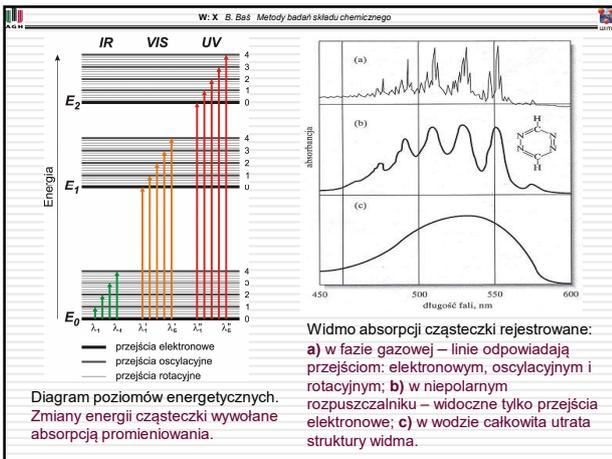 AGH
W: X B. Baś Metody badań składu chemicznego
IR VIS UV
Energia
E2
4
3
2
1
0
E1
4
3
2
1
0
E0
4
3
2
1
0
λ1 λ4 λ1' λ5' λ1" λ5"
przejścia elektronowe
przejścia oscylacyjne
przejścia rotacyjne
Diagram poziomów energetycznych.
Zmiany energii cząsteczki wywołane
absorpcją promieniowania.
absorbancja
(a)
(b)
H
N N
N N
H
(c)
450 500 550 600
długość fali, nm
Widmo absorpcji cząsteczki rejestrowane:
a) w fazie gazowej – linie odpowiadają
przejściom: elektronowym, oscylacyjnym i
rotacyjnym; b) w niepolarnym
rozpuszczalniku – widoczne tylko przejścia
elektronowe; c) w wodzie całkowita utrata
struktury widma.